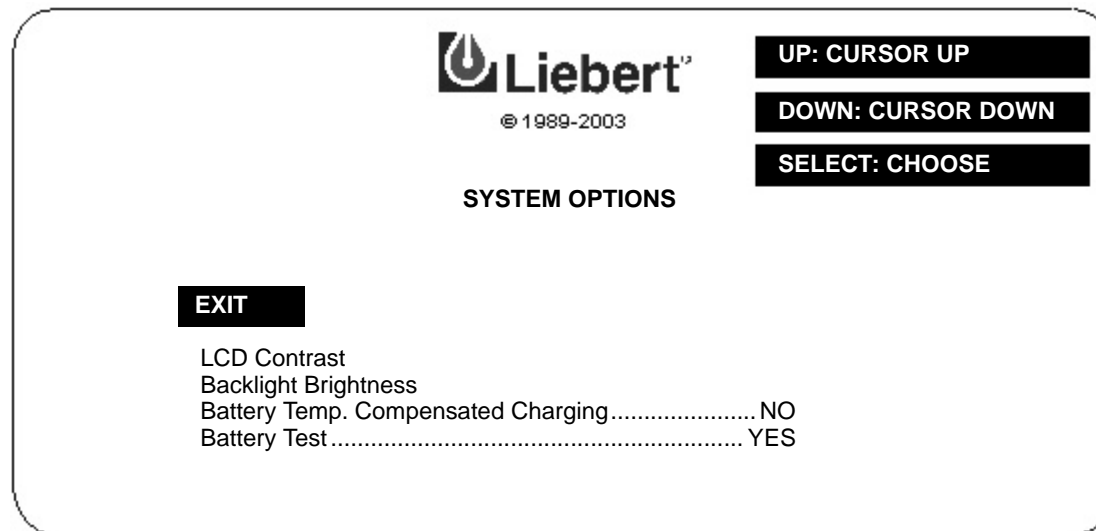 Liebert
© 1989-2003
UP: CURSOR UP
DOWN: CURSOR DOWN
SELECT: CHOOSE
SYSTEM OPTIONS
EXIT
LCD Contrast
Backlight Brightness
Battery Temp. Compensated Charging...................... NO
Battery Test.............................................................. YES